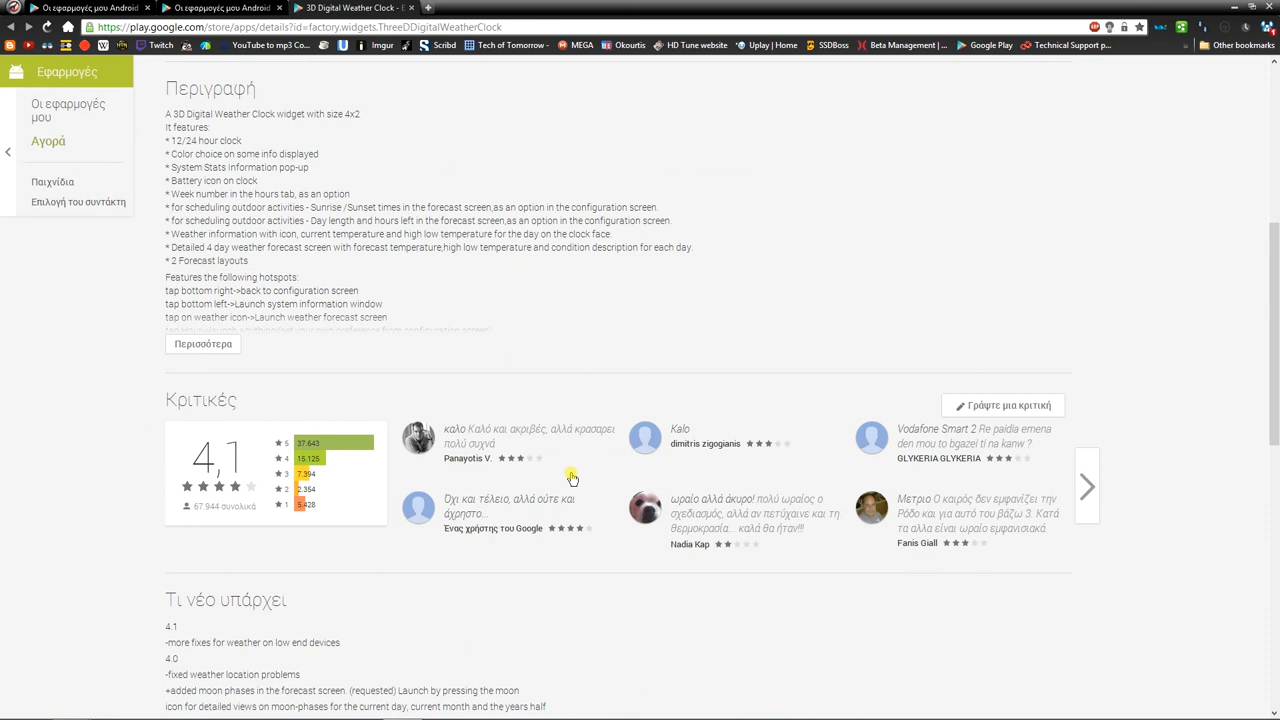 Οι εφαρμογές μου Android
Οι εφαρμογές μου Android
3D Digital Weather Clock - Ε
https://play.google.com/store/apps/details?id=factory.widgets.ThreeDDigitalWeatherClock
Twitch
YouTube to mp3 Co
Imgur
Scribd
Tech of Tomorrow -
MEGA
Okourtis
HD Tune website
Uplay | Home
SSDBoss
Beta Management |
Google Play
Technical Support p
Other bookmarks
Εφαρμογές
Οι εφαρμογές
μου
Αγορά
Παιχνίδια
Επιλογή του συντάκτη
Περιγραφή
A 3D Digital Weather Clock widget with size 4x2
It features:
* 12/24 hour clock
* Color choice on some info displayed
* System Stats Information pop-up
* Battery icon on clock
* Week number in the hours tab, as an option
* for scheduling outdoor activities - Sunrise /Sunset times in the forecast screen,as an option in the configuration screen.
* for scheduling outdoor activities - Day length and hours left in the forecast screen,as an option in the configuration screen.
* Weather information with icon, current temperature and high low temperature for the day on the clock face.
* Detailed 4 day weather forecast screen with forecast temperature,high low temperature and condition description for each day.
* 2 Forecast layouts
Features the following hotspots:
tap bottom right->back to configuration screen
tap bottom left->Launch system information window
tap on weather icon->Launch weather forecast screen
Περισσότερα
Κριτικές
Γράψτε μια κριτική
4,1
67.944 συνολικά
5 37.643
4 15.125
3 7.394
2 2.354
1 5.428
καλο Καλό και ακριβές, αλλά κρασαρει
πολύ συχνά
Panayotis V.
Kalo
dimitris zigogianis
Vodafone Smart 2 Re paidia emena
den mou to bgazei ti na kanw ?
GLYKERIA GLYKERIA
Όχι και τέλειο, αλλά ούτε και
άχρηστο...
Ένας χρήστης του Google
ωραίο αλλά άκυρο! πολύ ωραίος ο
σχεδιασμός, αλλά αν πετύχαινε και τη
θερμοκρασία... καλά θα ήταν!!!
Nadia Kap
Μετριο Ο καιρός δεν εμφανίζει την
Ρόδο και για αυτό του βάζω 3. Κατά
τα αλλα είναι ωραίο εμφανισιακά.
Fanis Giall
Τι νέο υπάρχει
4.1
-more fixes for weather on low end devices
4.0
-fixed weather location problems
+added moon phases in the forecast screen. (requested) Launch by pressing the moon
icon for detailed views on moon-phases for the current day, current month and the years half